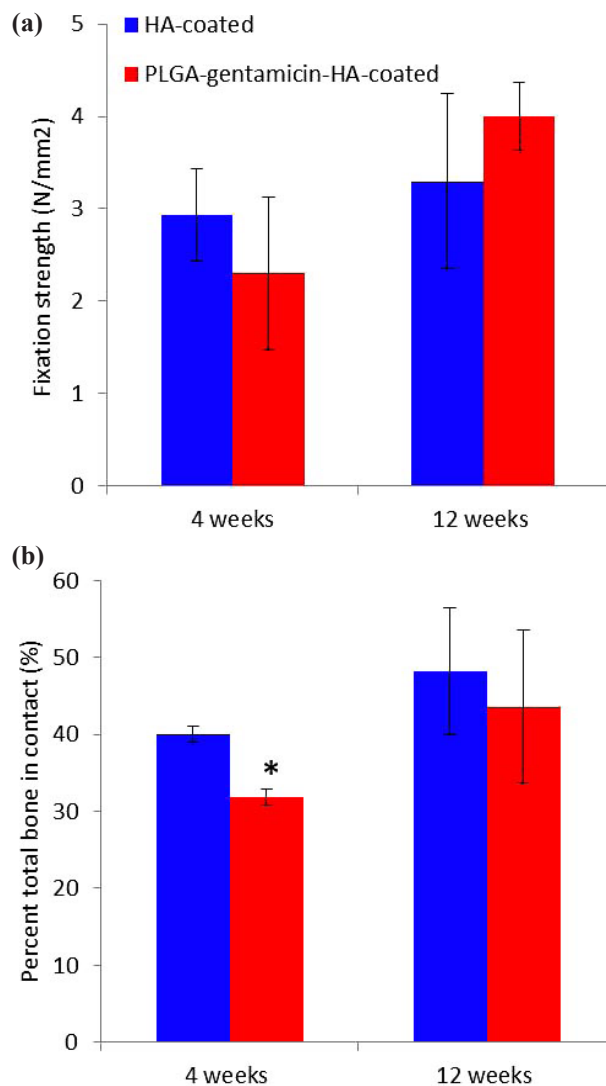 (a)
HA-coated
PLGA-gentamicin-HA-coated
Fixation strength (N/mm2)
5
4
3
2
1
0
4 weeks
12 weeks
(b)
Percent total bone in contact (%)
60
50
40
30
20
10
0
*
4 weeks
12 weeks